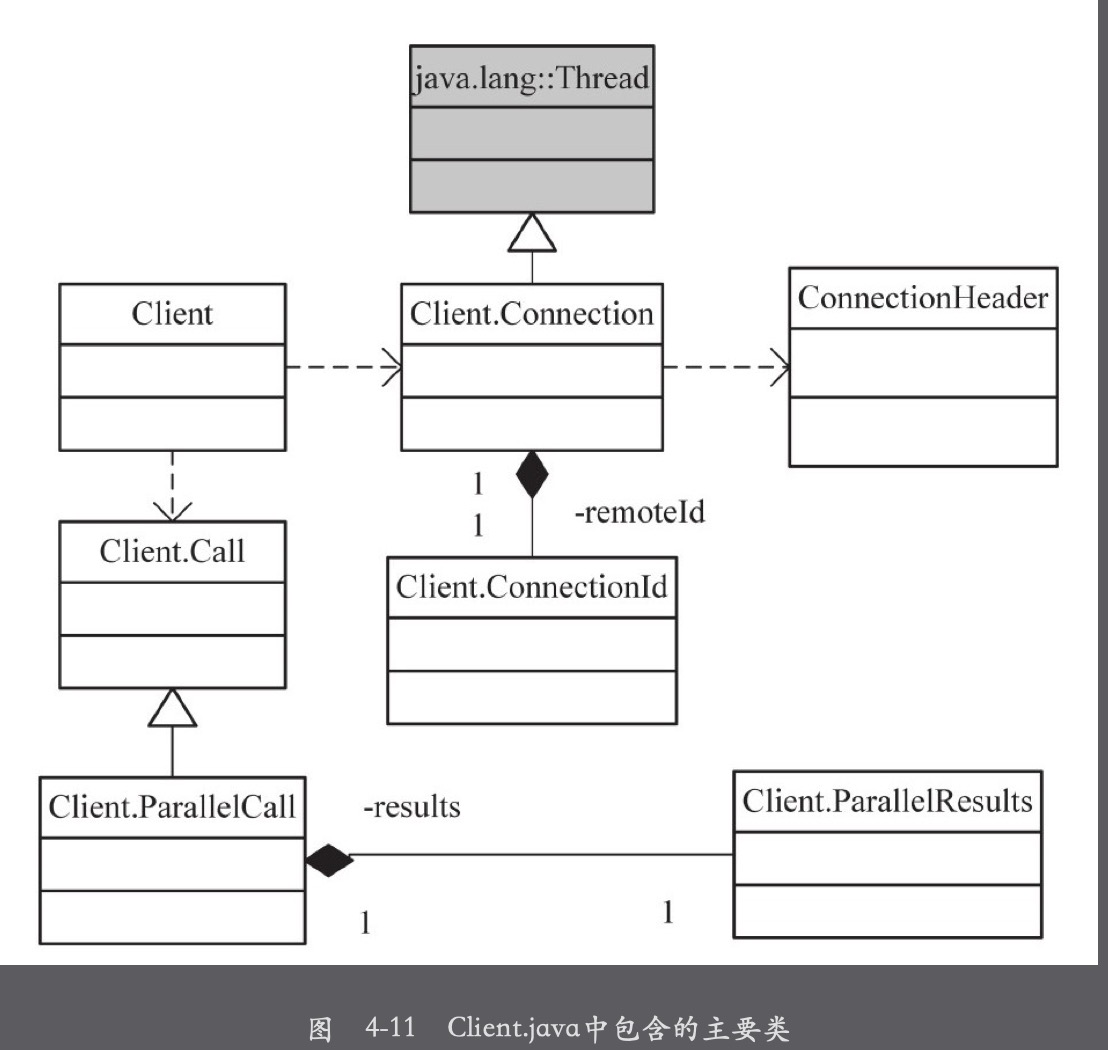 java.lang::Thread
Client
Client.Connection
ConnectionHeader
1
1
-remoteId
Client.Call
Client.ConnectionId
Client.ParallelCall
-results
Client.ParallelResults
1
1
图 4-11 Client.java中包含的主要类